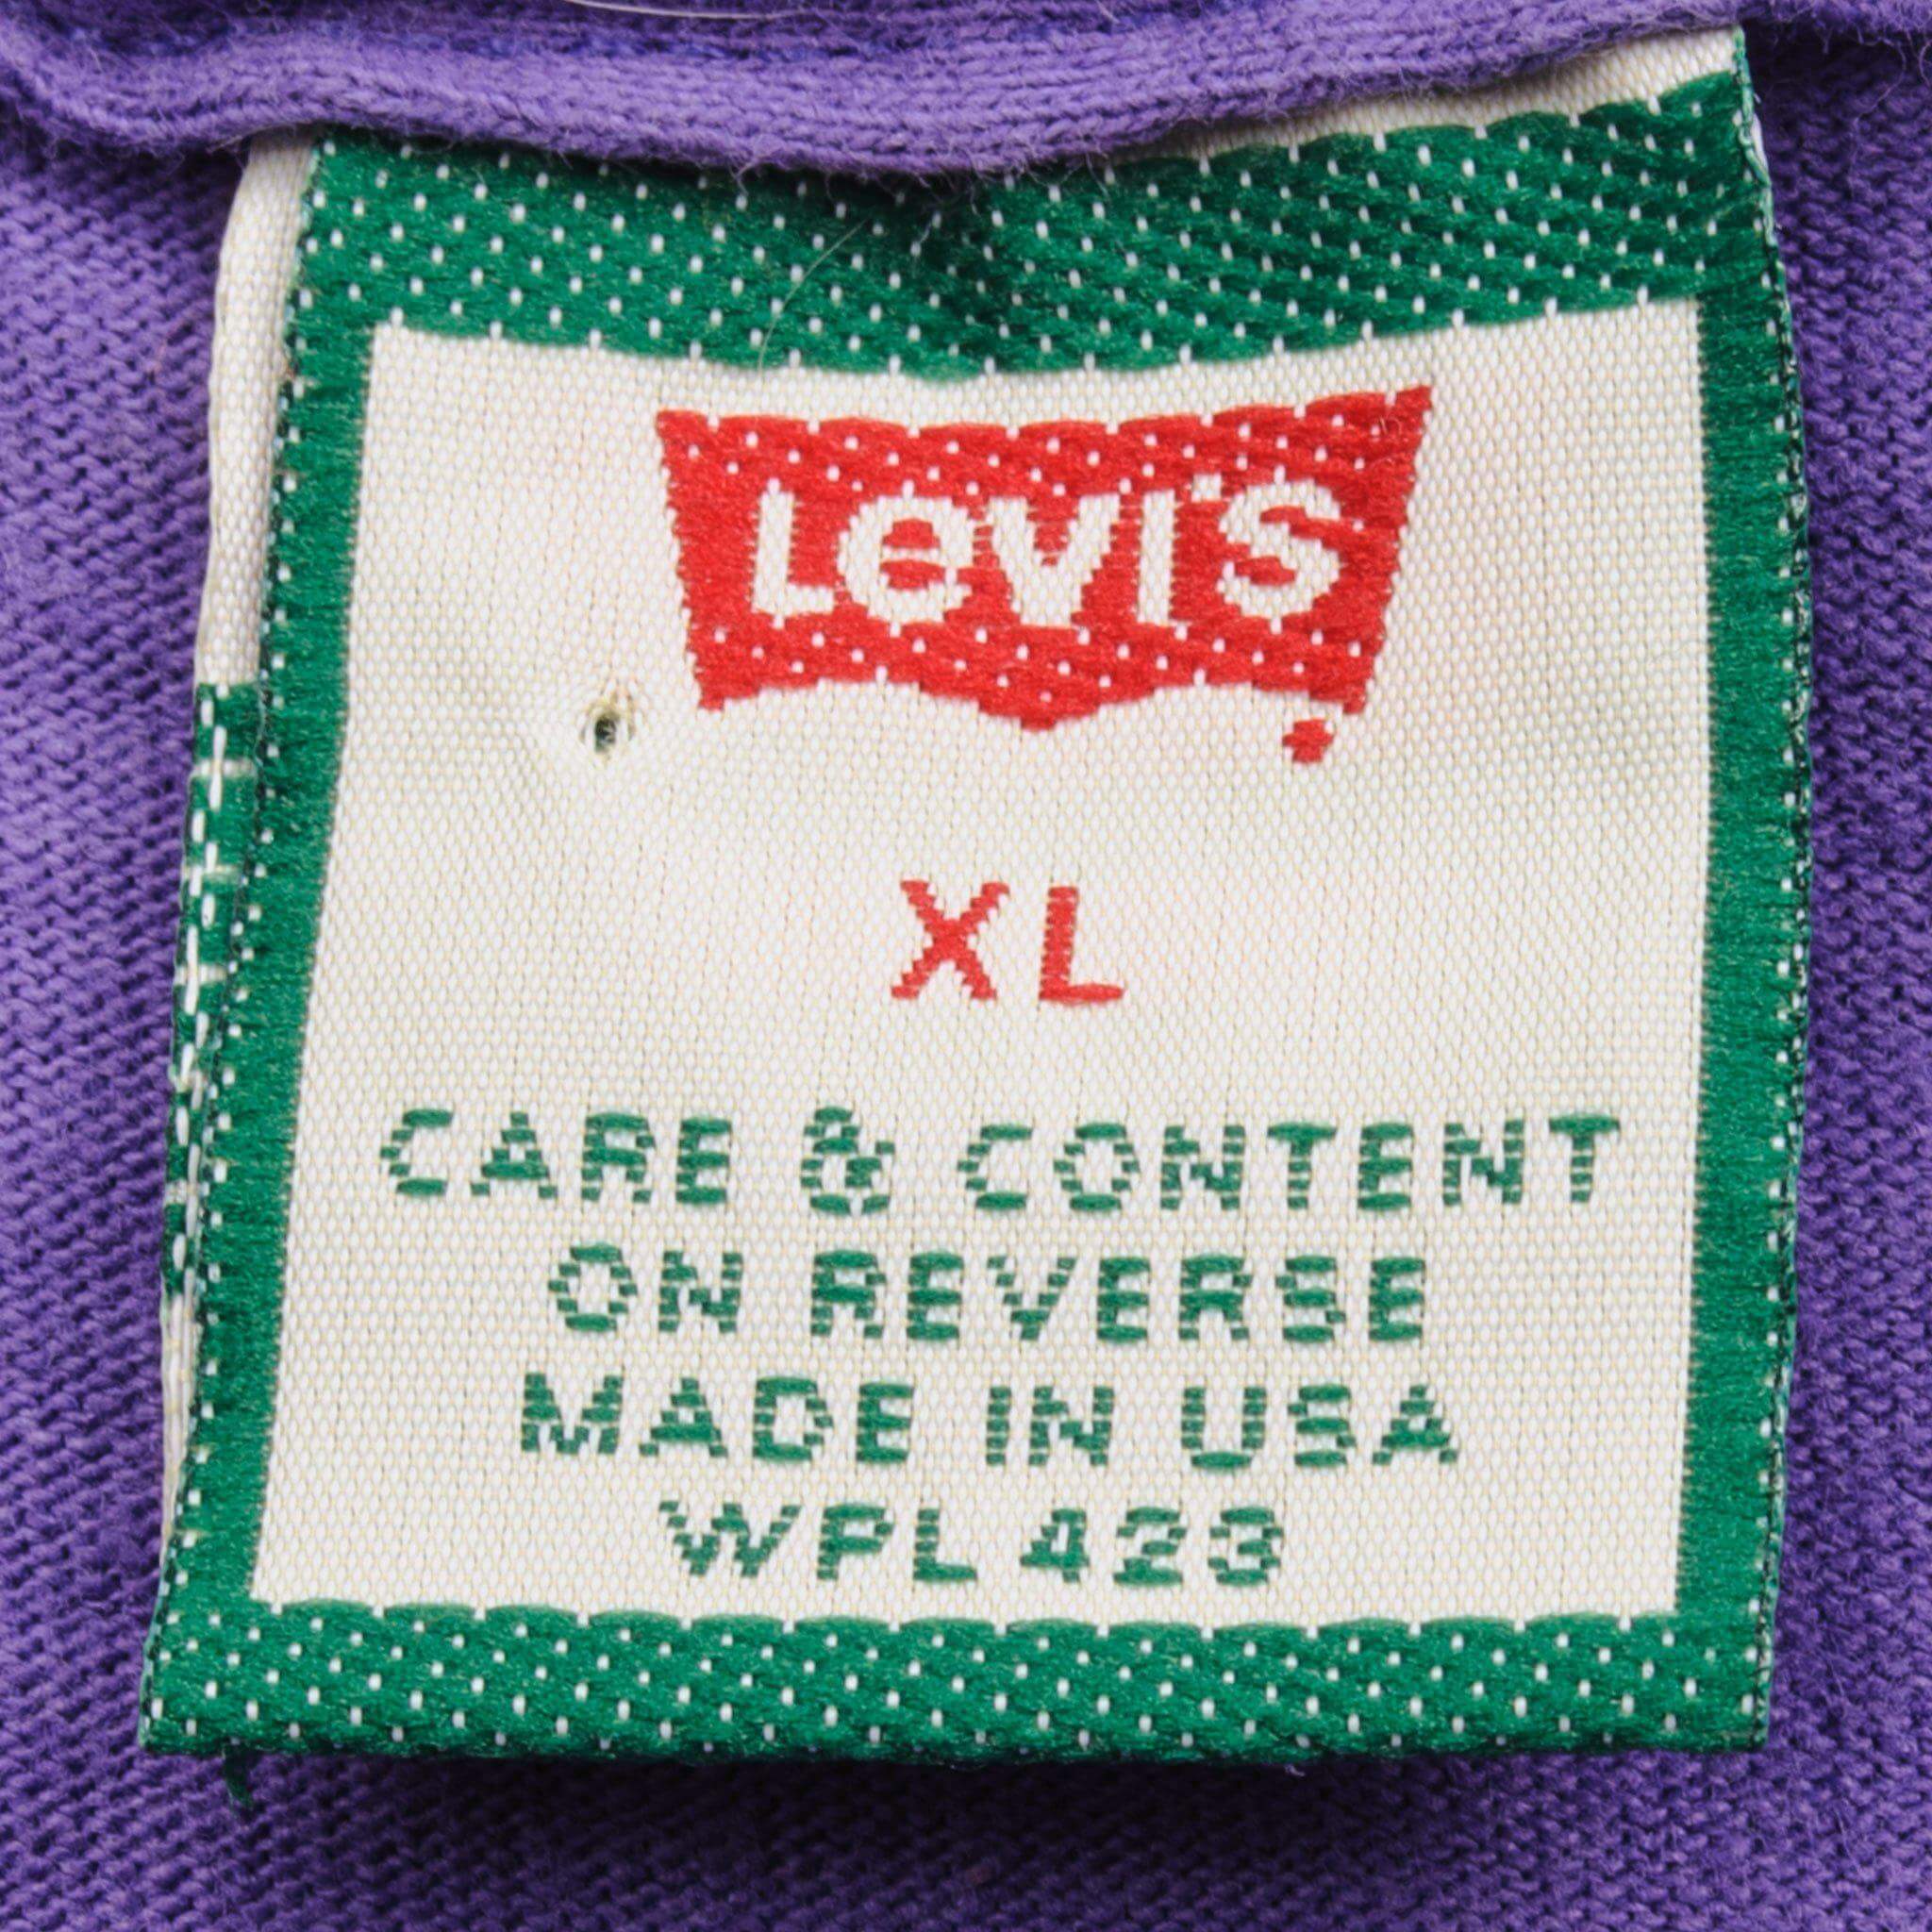 LeVI'S
XL
CARE & CONTENT
ON REVERSE
MADE IN USA
WPL 423